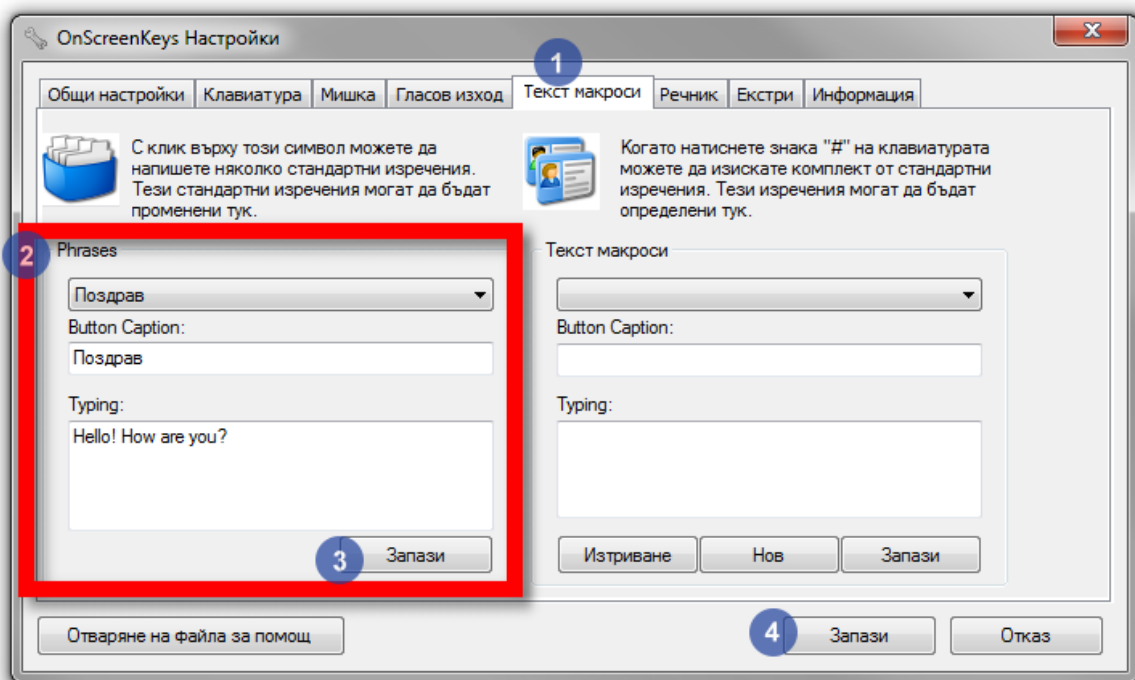 OnScreenKeys Настройки
1
Общи настройки Клавиатура Мишка Гласов изход Текст макроси Речник Екстри Информация
С клик върху този символ можете да
напишете няколко стандартни изречения.
Тези стандартни изречения могат да бъдат
променени тук.
Когато натиснете знака "#" на клавиатурата
можете да изискате комплект от стандартни
изречения. Тези изречения могат да бъдат
определени тук.
2
Phrases
Поздрав
Button Caption:
Поздрав
Typing:
Hello! How are you?
3
Запази
Текст макроси
Button Caption:
Typing:
Изтриване Нов Запази
Отваряне на файла за помощ
4
Запази
Отказ